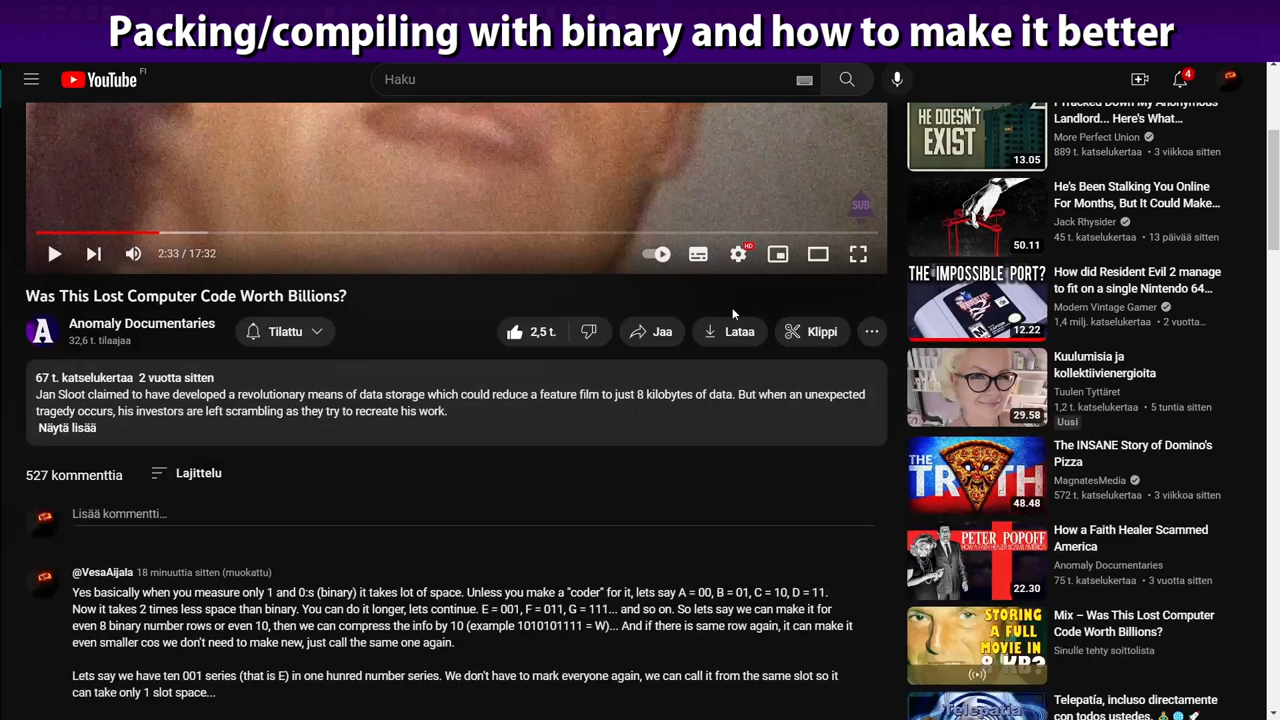 Packing/compiling with binary and how to make it better
YouTube FI
Haku
4
SUB
2:33 / 17:32
HD
Was This Lost Computer Code Worth Billions?
Anomaly Documentaries
32,6 t. tilaajaa
Tilattu
2,5 t.
Jaa
Lataa
Klippi
67 t. katselukertaa 2 vuotta sitten
Jan Sloot claimed to have developed a revolutionary means of data storage which could reduce a feature film to just 8 kilobytes of data. But when an unexpected
tragedy occurs, his investors are left scrambling as they try to recreate his work.
Näytä lisää
527 kommenttia
Lajittelu
Lisää kommentti...
@VesaAijala 18 minuuttia sitten (muokattu)
Yes basically when you measure only 1 and 0:s (binary) it takes lot of space. Unless you make a "coder" for it, lets say A = 00, B = 01, C = 10, D = 11.
Now it takes 2 times less space than binary. You can do it longer, lets continue. E = 001, F = 011, G = 111... and so on. So lets say we can make it for
even 8 binary number rows or even 10, then we can compress the info by 10 (example 1010101111 = W)... And if there is same row again, it can make it
even smaller cos we don't need to make new, just call the same one again.
Lets say we have ten 001 series (that is E) in one hunred number series. We don't have to mark everyone again, we can call it from the same slot so it
can take only 1 slot space...
HE DOESN'T
EXIST
13.05
I Tracked Down My Anonymous
Landlord... Here's What...
More Perfect Union
889 t. katselukertaa • 3 viikkoa sitten
50.11
He's Been Stalking You Online
For Months, But It Could Make...
Jack Rhysider
45 t. katselukertaa • 13 päivää sitten
THE IMPOSSIBLE PORT?
12.22
How did Resident Evil 2 manage
to fit on a single Nintendo 64...
Modern Vintage Gamer
1,4 milj. katselukertaa • 2 vuotta...
29.58
Kuulumisia ja
kollektiivienergioita
Tuulen Tyttäret
1,2 t. katselukertaa • 5 tuntia sitten
Uusi
THE
TRUTH
48.48
The INSANE Story of Domino's
Pizza
MagnatesMedia
572 t. katselukertaa • 3 viikkoa sitten
PETER POPOFF
HOW A FAITH HEALER SCAMS AMERICA
22.30
How a Faith Healer Scammed
America
Anomaly Documentaries
75 t. katselukertaa • 3 vuotta sitten
STORING
A FULL
MOVIE IN
8 KB?
Mix – Was This Lost Computer
Code Worth Billions?
Sinulle tehty soittolista
Telepatía
Telepatía, incluso directamente
con todos ustedes.